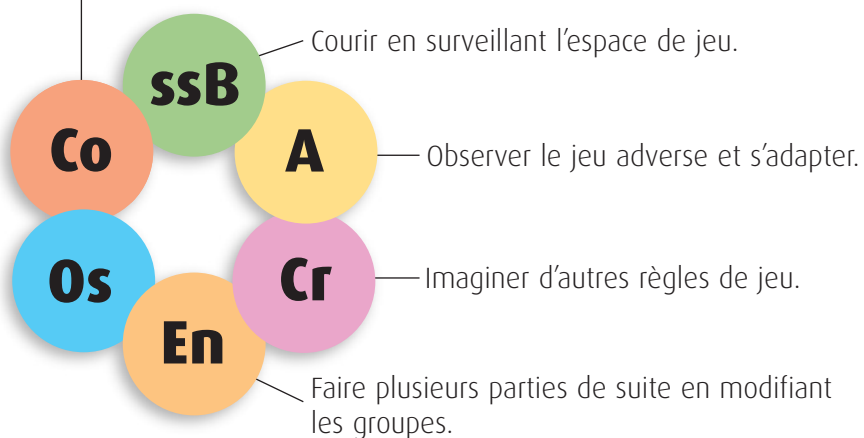 ssB
Courir en surveillant l’espace de jeu.
Co
A
Observer le jeu adverse et s’adapter.
Os
Cr
Imaginer d’autres règles de jeu.
En
Faire plusieurs parties de suite en modifiant
les groupes.